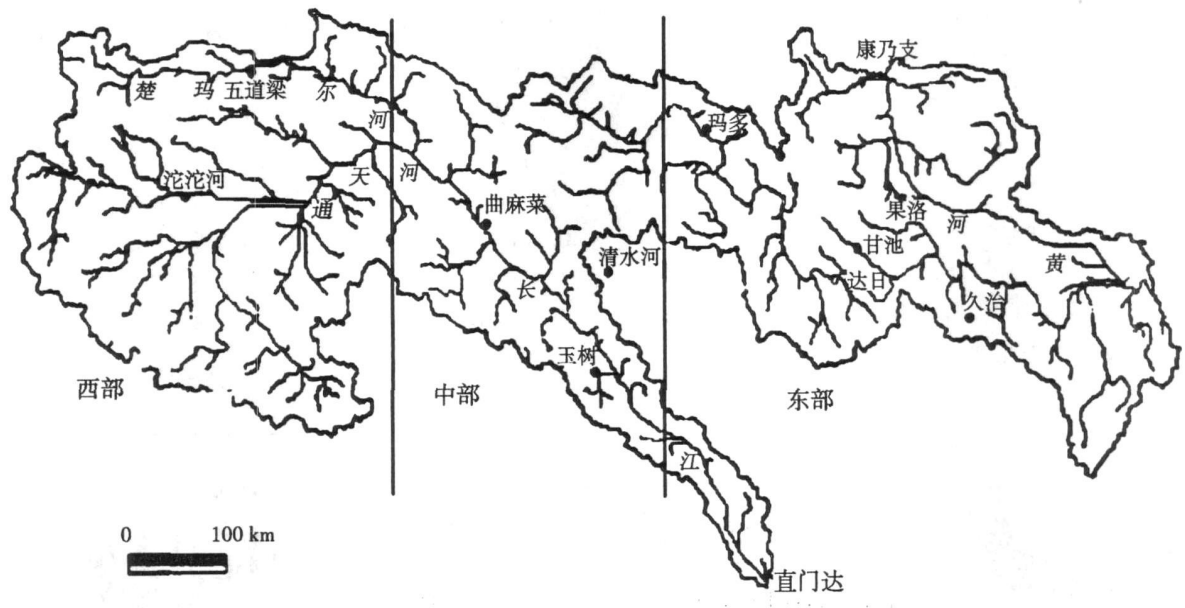 康乃支
楚 玛 五道梁 尔
河
玛多
沱沱河
天 河
通
曲麻菜
果洛 河
甘池
清水河
黄
长
达日
久治
玉树
西部
中部
东部
江
0 100 km
直门达